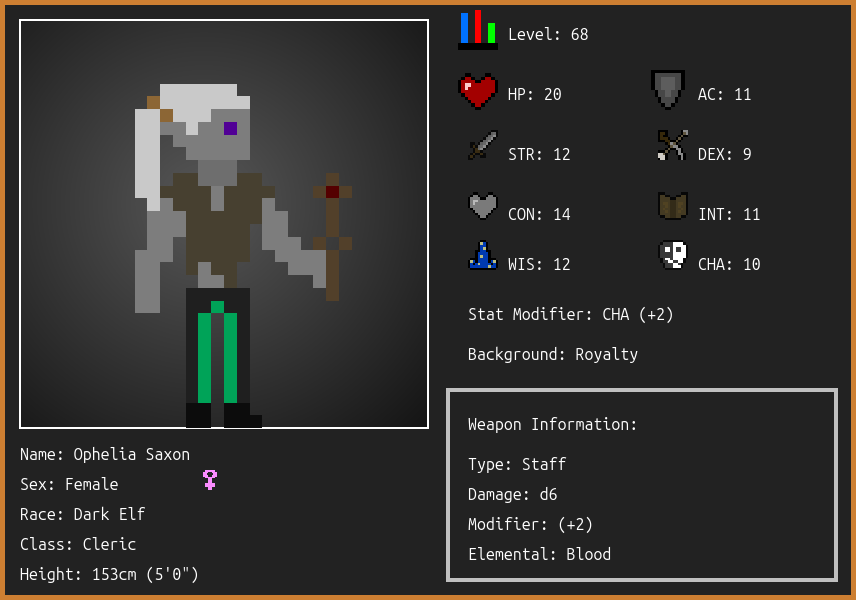 Level: 68
HP: 20
AC: 11
STR: 12
DEX: 9
CON: 14
INT: 11
WIS: 12
CHA: 10
Stat Modifier: CHA (+2)
Background: Royalty
Weapon Information:
Type: Staff
Damage: d6
Modifier: (+2)
Elemental: Blood
Name: Ophelia Saxon
Sex: Female
Race: Dark Elf
Class: Cleric
Height: 153cm (5'0")